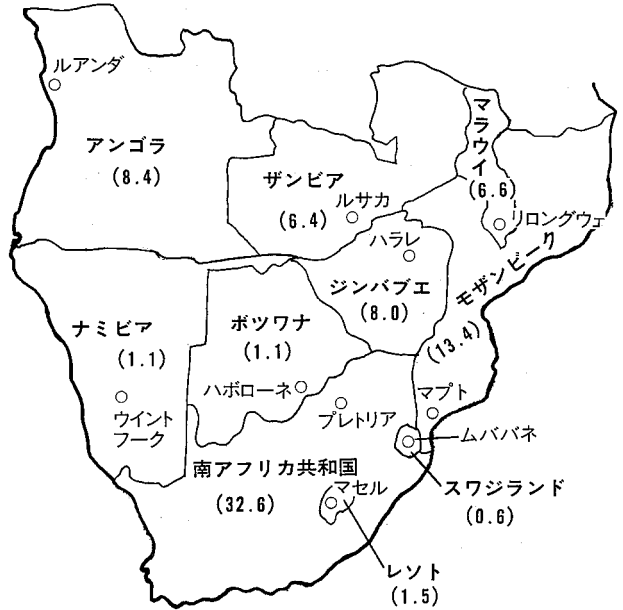 ルアンダ
アンゴラ
(8.4)
ザンビア
ルサカ
(6.4)
マラウイ
(6.6)
リロングウェ
ハラレ
ジンバブエ
(8.0)
モザンビーク
(13.4)
ナミビア
(1.1)
ウイント
フーク
ボツワナ
(1.1)
ハボローネ
プレトリア
マプト
ムババネ
スワジランド
(0.6)
南アフリカ共和国
(32.6)
マセル
レソト
(1.5)